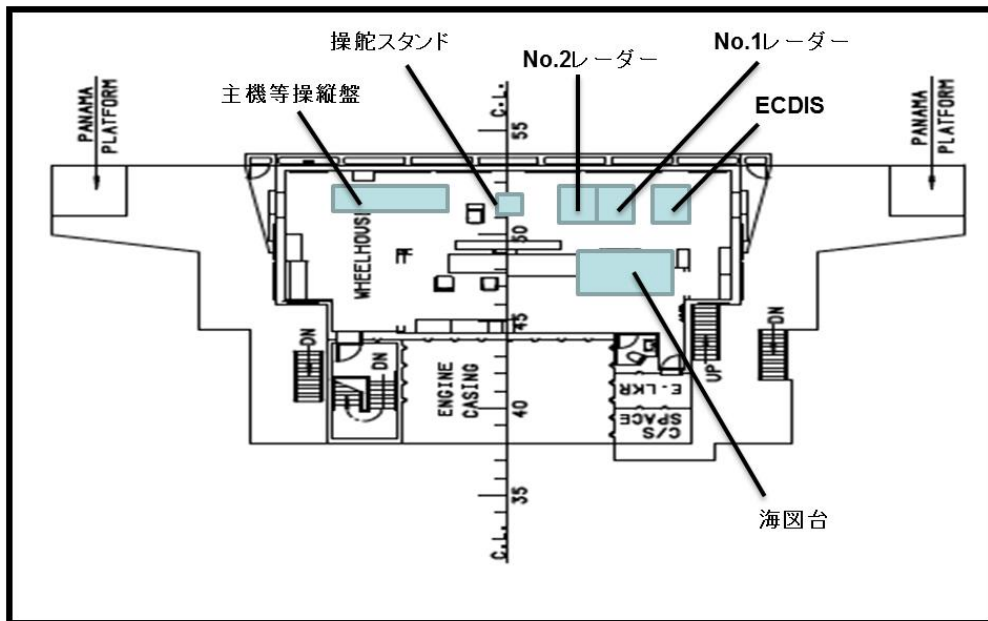 操舵スタンド
No.2レーダー
No.1レーダー
主機等操縦盤
ECDIS
PANAMA
PLATFORM
C.L.
55
PANAMA
PLATFORM
50
WHEELHOUSE
45
DN
DN
ENGINE
CASING
40
UP
DN
E-LKR
C/S
SPACE
35
海図台
C.L.